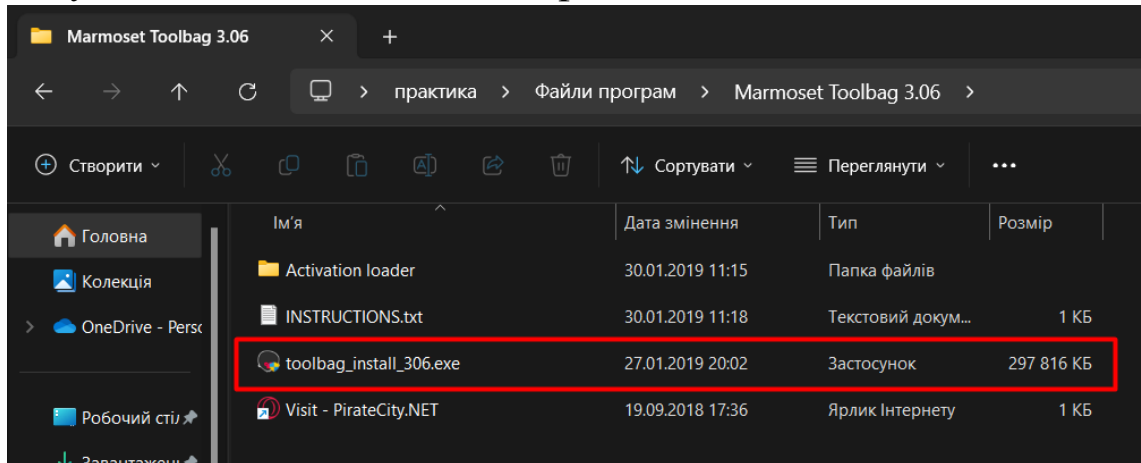 Marmoset Toolbag 3.06
практика > Файли програм > Marmoset Toolbag 3.06 >
Створити Сортувати Переглянути
Ім'я Дата змінення Тип Розмір
Головна
Activation loader 30.01.2019 11:15 Папка файлів
Колекція
INSTRUCTIONS.txt 30.01.2019 11:18 Текстовий докум... 1 КБ
OneDrive - Persc
toolbag_install_306.exe 27.01.2019 20:02 Застосунок 297 816 КБ
Visit - PirateCity.NET 19.09.2018 17:36 Ярлик Інтернету 1 КБ
Робочий стіл